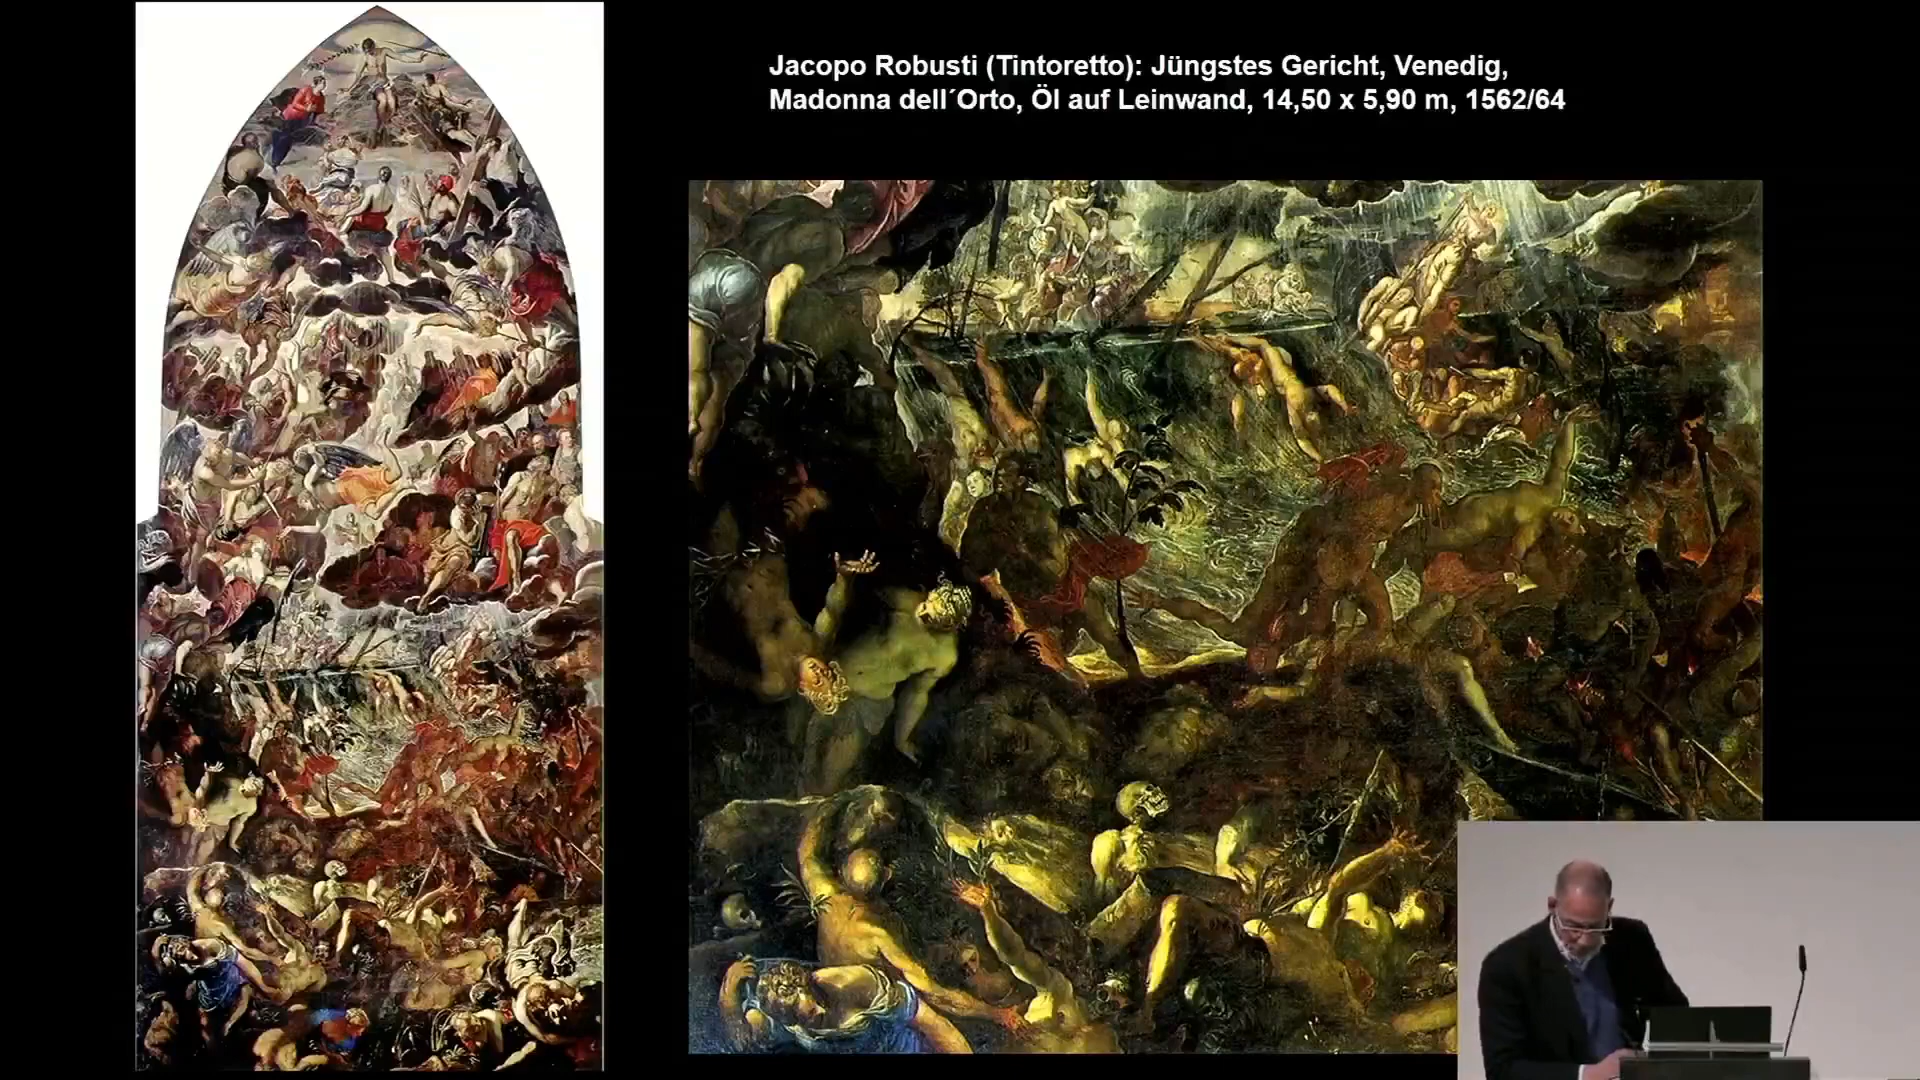 Jacopo Robusti (Tintoretto): Jüngstes Gericht, Venedig,
Madonna dell´Orto, Öl auf Leinwand, 14,50 x 5,90 m, 1562/64